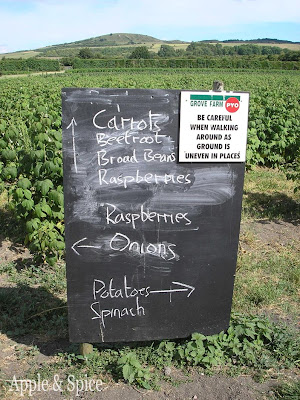 Carrots
Beetroot
Broad Beans
Raspberries
Raspberries
Onions
Potatoes
Spinach
GROVE FARM PYO
BE CAREFUL
WHEN WALKING
AROUND AS
GROUND IS
UNEVEN IN PLACES
Apple & Spice